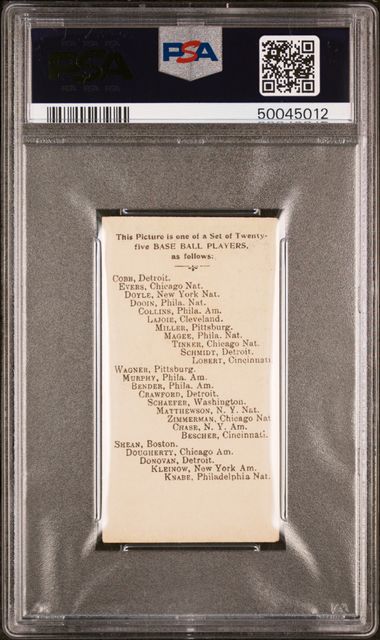 PSA
PSA
50045012
This Picture is one of a Set of Twenty-
five BASE BALL PLAYERS,
as follows:
COBB, Detroit.
EVERS, Chicago Nat.
DOYLE, New York Nat.
DOOIN, Phila. Nat.
COLLINS, Phila. Am.
LAJOIE, Cleveland.
MILLER, Pittsburg.
MAGEE, Phila. Nat.
TINKER, Chicago Nat.
SCHMIDT, Detroit.
LOBERT, Cincinnati
WAGNER, Pittsburg.
MURPHY, Phila. Am.
BENDER, Phila. Am.
CRAWFORD, Detroit.
SCHAEFER, Washington.
MATTHEWSON, N. Y. Nat.
ZIMMERMAN, Chicago Nat
CHASE, N. Y. Am.
BESCHER, Cincinnati.
SHEAN, Boston.
DOUGHERTY, Chicago Am.
DONOVAN, Detroit.
KLEINOW, New York Am.
KNABE, Philadelphia Nat.